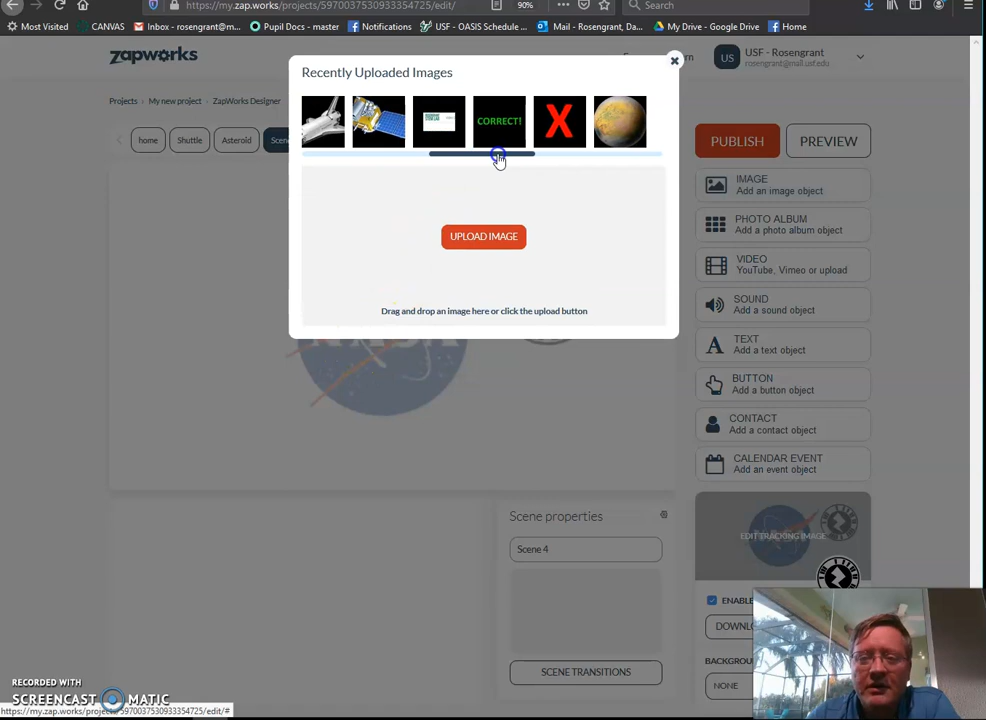 https://my.zap.works/project/5970037530933354725/edit/
90%
Search
Most Visited
CANVAS
Inbox - rosengrant@m...
Pupil Docs - master
Notifications
USF - OASIS Schedule ...
Mail - Rosengrant, Da...
My Drive - Google Drive
Home
zapworks
US
USF - Rosengrant
rosengrant@mail.usf.edu
Recently Uploaded Images
CORRECT!
X
Projects
My new project
ZapWorks Designer
home
Shuttle
Asteroid
PUBLISH
PREVIEW
UPLOAD IMAGE
Drag and drop an image here or click the upload button
IMAGE
Add an image object
PHOTO ALBUM
Add a photo album object
VIDEO
YouTube, Vimeo or upload
SOUND
Add a sound object
TEXT
Add a text object
BUTTON
Add a button object
CONTACT
Add a contact object
CALENDAR EVENT
Add an event object
NASA
EDIT TRACKING IMAGE
Scene properties
Scene 4
SCENE TRANSITIONS
ENABLE
DOWNLO
BACKGROU
NONE
RECORDED WITH
SCREENCAST MATIC
https://my.zap.works/project/5970037530933354725/edit/#